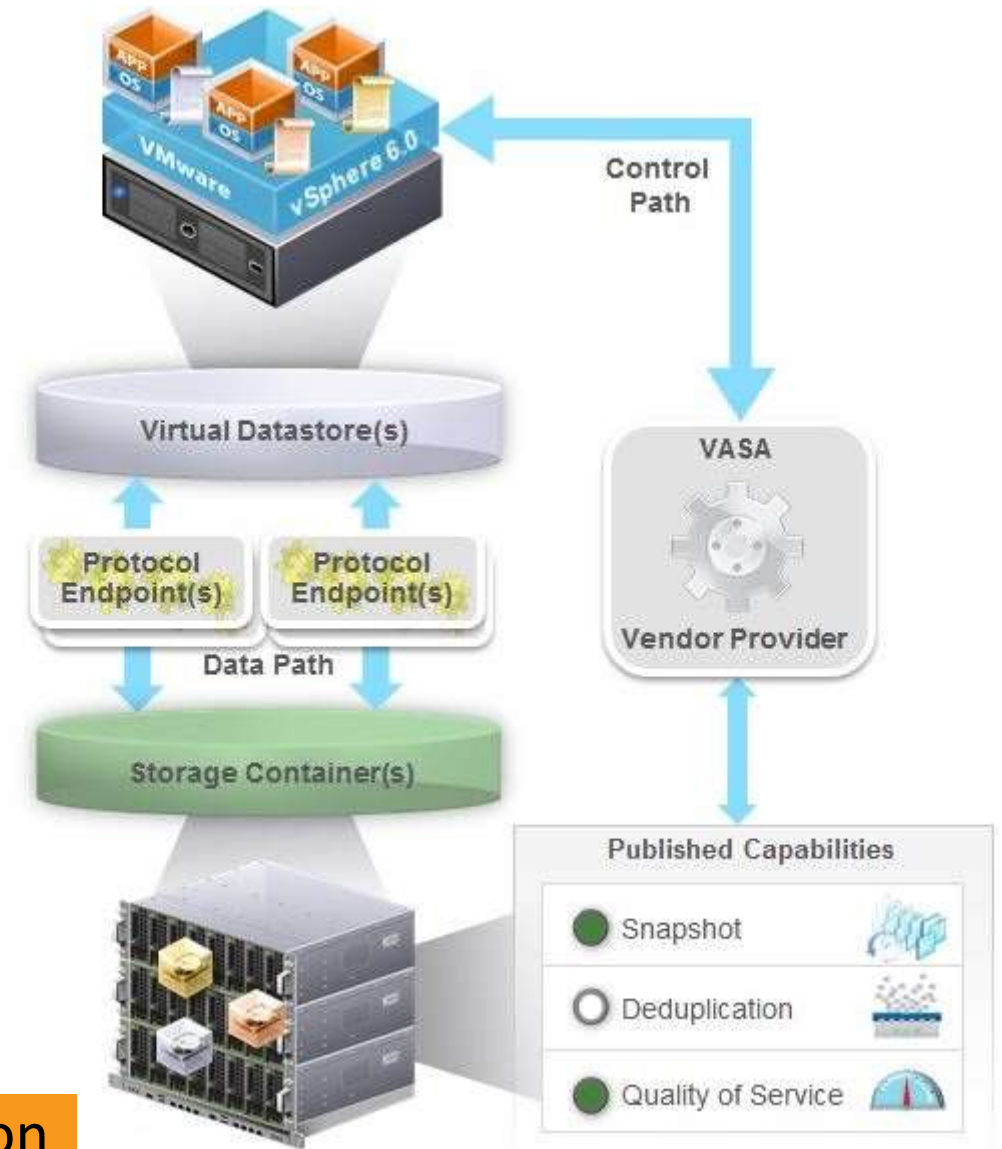 APP
OS
APP
OS
APP
OS
VMware
vSphere 6.0
Control
Path
Virtual Datastore(s)
VASA
Protocol
Endpoint(s)
Protocol
Endpoint(s)
Vendor Provider
Data Path
Storage Container(s)
Published Capabilities
Snapshot
Deduplication
Quality of Service
on